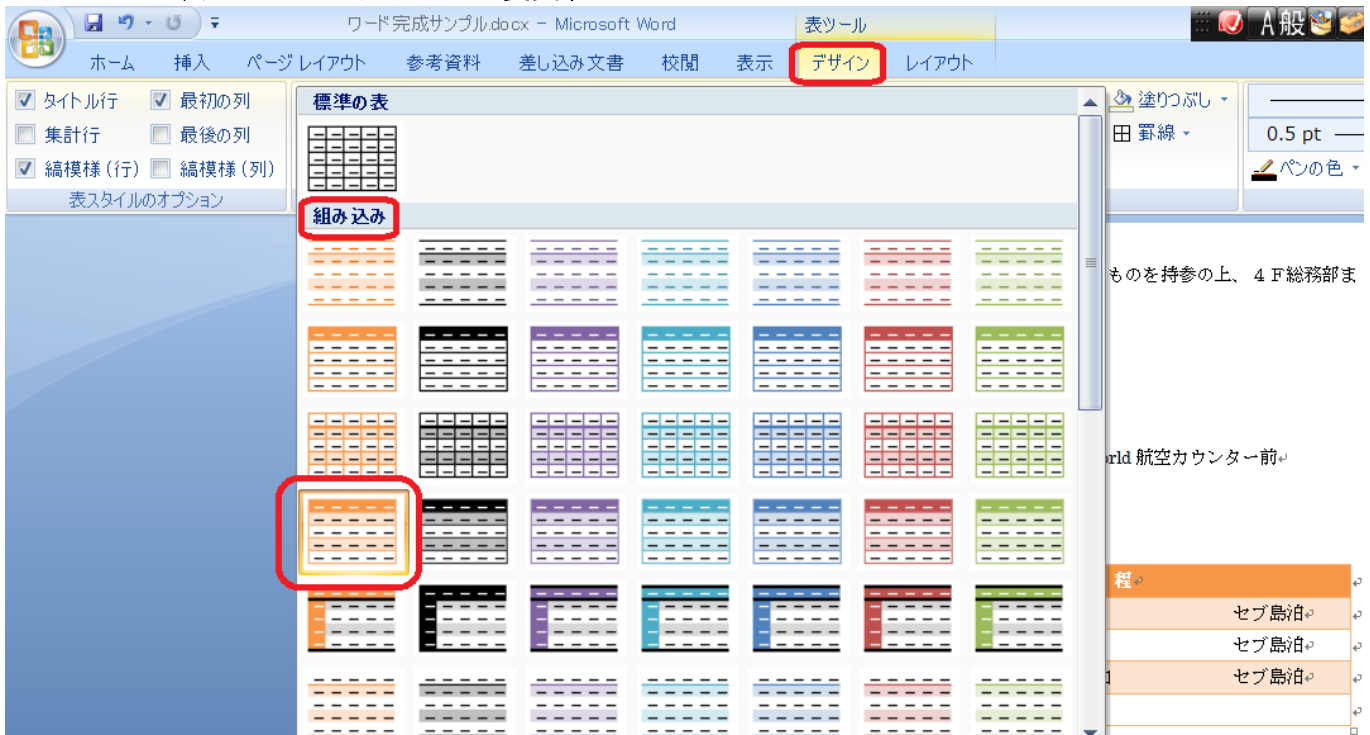 ワード完成サンプル.docx - Microsoft Word
表ツール
A 般
ホーム 挿入 ページ レイアウト 参考資料 差し込み文書 校閲 表示 デザイン レイアウト
タイトル行 最初の列
集計行 最後の列
縞模様 (行) 縞模様 (列)
表スタイルのオプション
標準の表
組み込み
塗りつぶし
罫線
0.5 pt
ペンの色
ものを持参の上、４Ｆ総務部ま
rld 航空カウンター前
程
セブ島泊
セブ島泊
セブ島泊